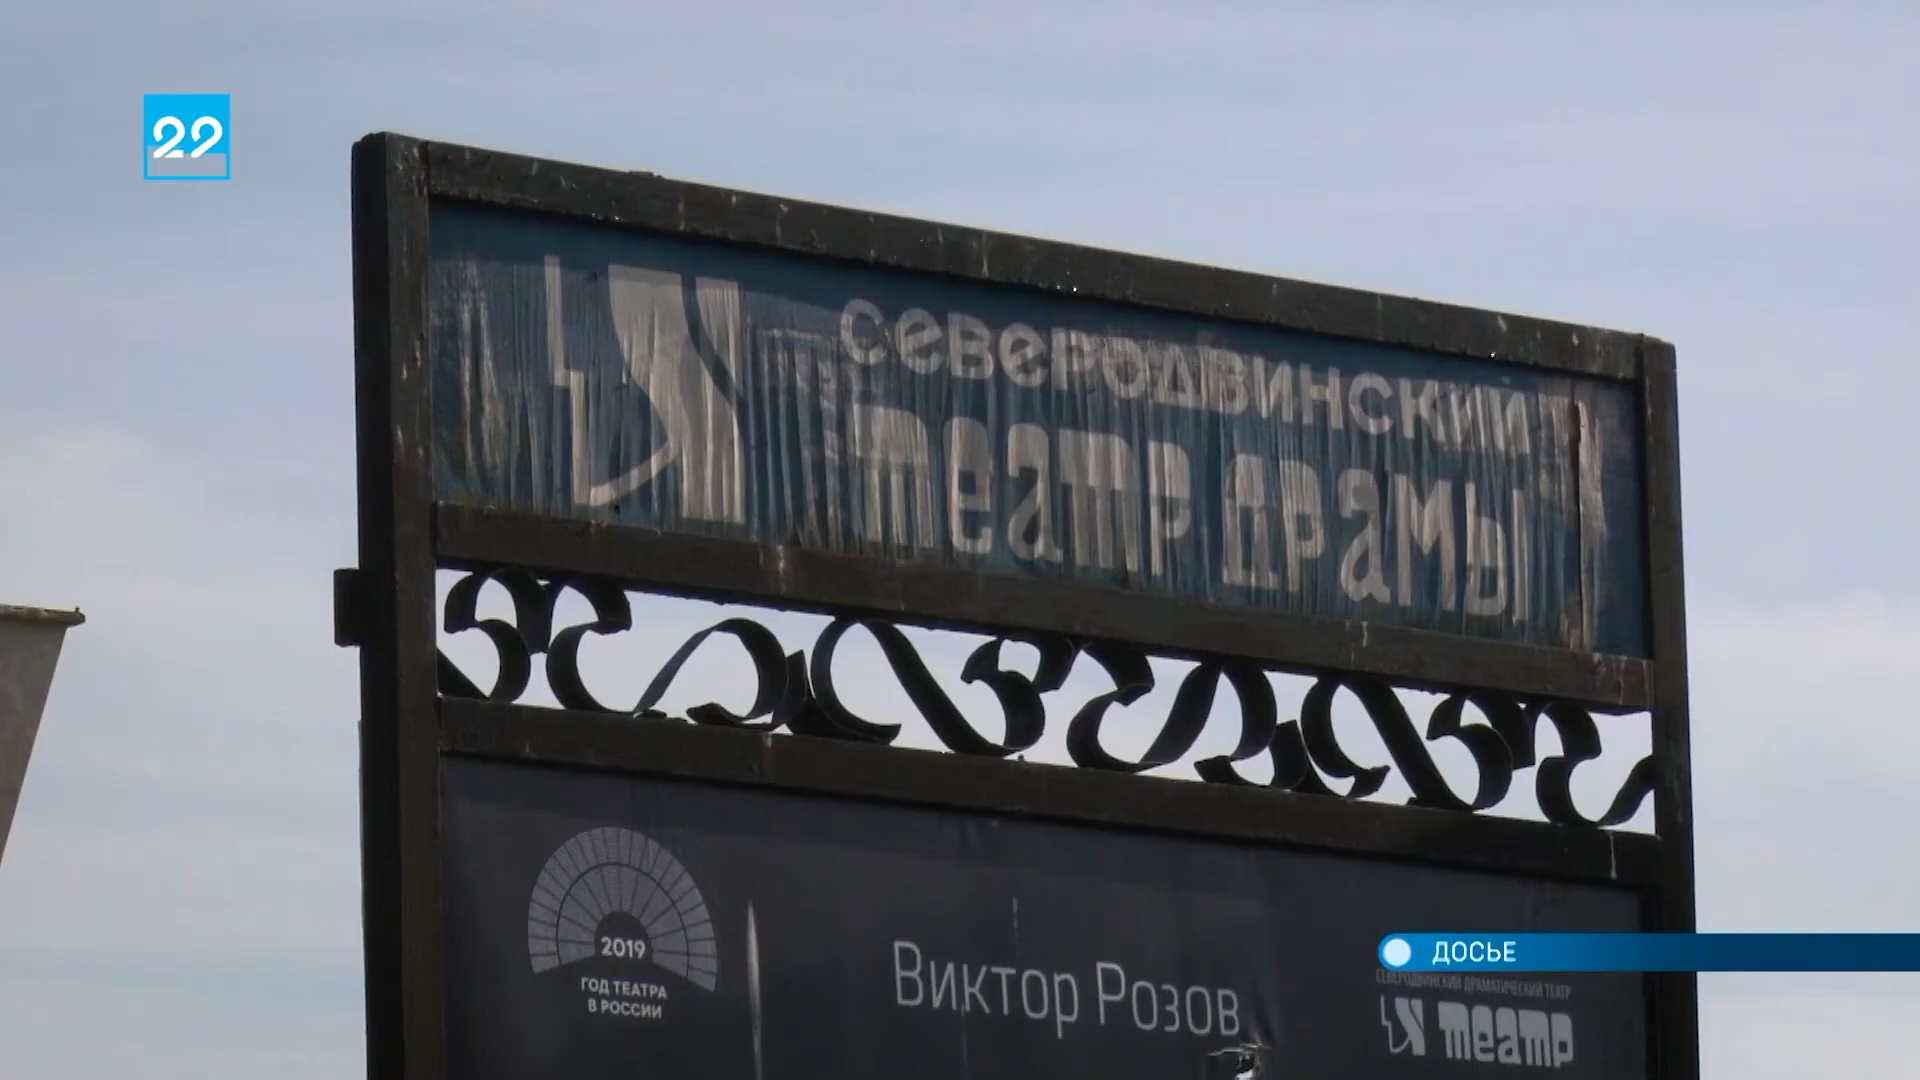 22
северодвинский
театр драмы
2019
ГОД ТЕАТРА
В РОССИИ
Виктор Розов
ДОСЬЕ
СЕВЕРОДВИНСКИЙ ДРАМАТИЧЕСКИЙ ТЕАТР
театр